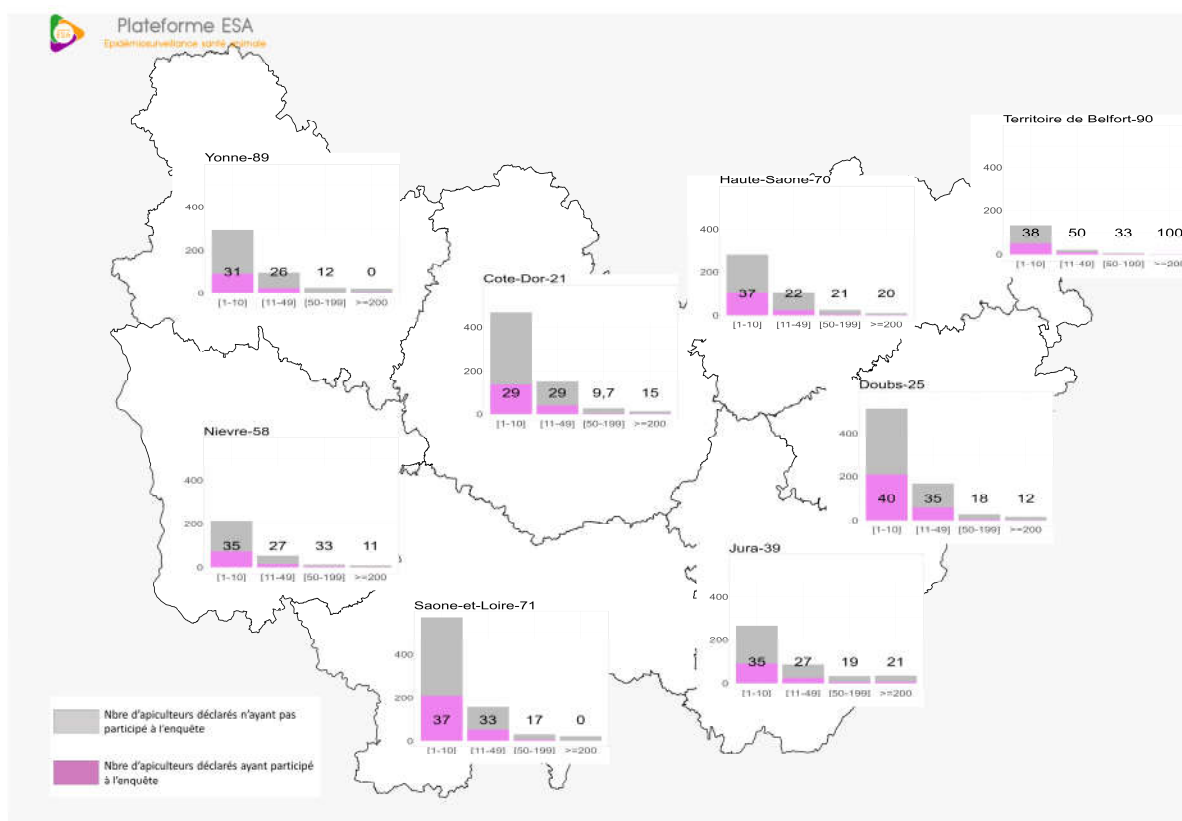 Plateforme ESA
ESA
Epidémiosurveillance santé animale
Territoire de Belfort-90
400
200
0
38 50 33 100
[1-10] [11-49] [50-199] >=200
Yonne-89
400
200
0
31 26 12 0
[1-10] [11-49] [50-199] >=200
Haute-Saone-70
400
200
0
37 22 21 20
[1-10] [11-49] [50-199] >=200
Cote-Dor-21
400
200
0
29 29 9,7 15
[1-10] [11-49] [50-199] >=200
Doubs-25
400
200
0
40 35 18 12
[1-10] [11-49] [50-199] >=200
Nievre-58
400
200
0
35 27 33 11
[1-10] [11-49] [50-199] >=200
Jura-39
400
200
0
35 27 19 21
[1-10] [11-49] [50-199] >=200
Saone-et-Loire-71
400
200
0
37 33 17 0
[1-10] [11-49] [50-199] >=200
Nbre d'apiculteurs déclarés n'ayant pas
participé à l'enquête
Nbre d'apiculteurs déclarés ayant participé
à l'enquête